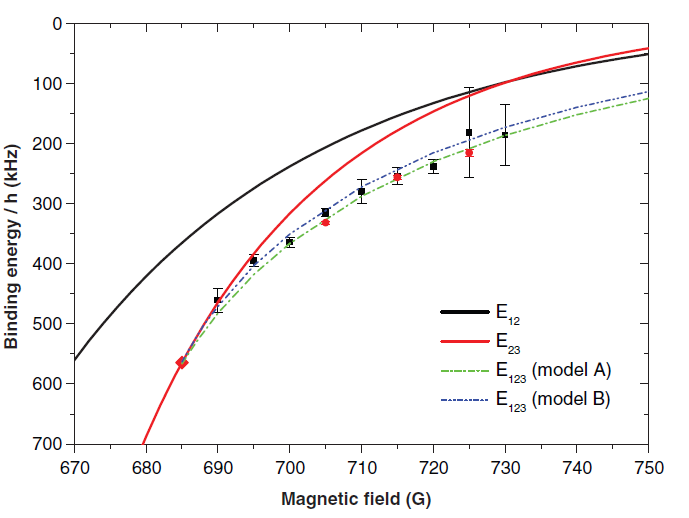 Binding energy / h (kHz)
0
100
200
300
400
500
600
700
670 680 690 700 710 720 730 740 750
Magnetic field (G)
E12
E23
E123 (model A)
E123 (model B)